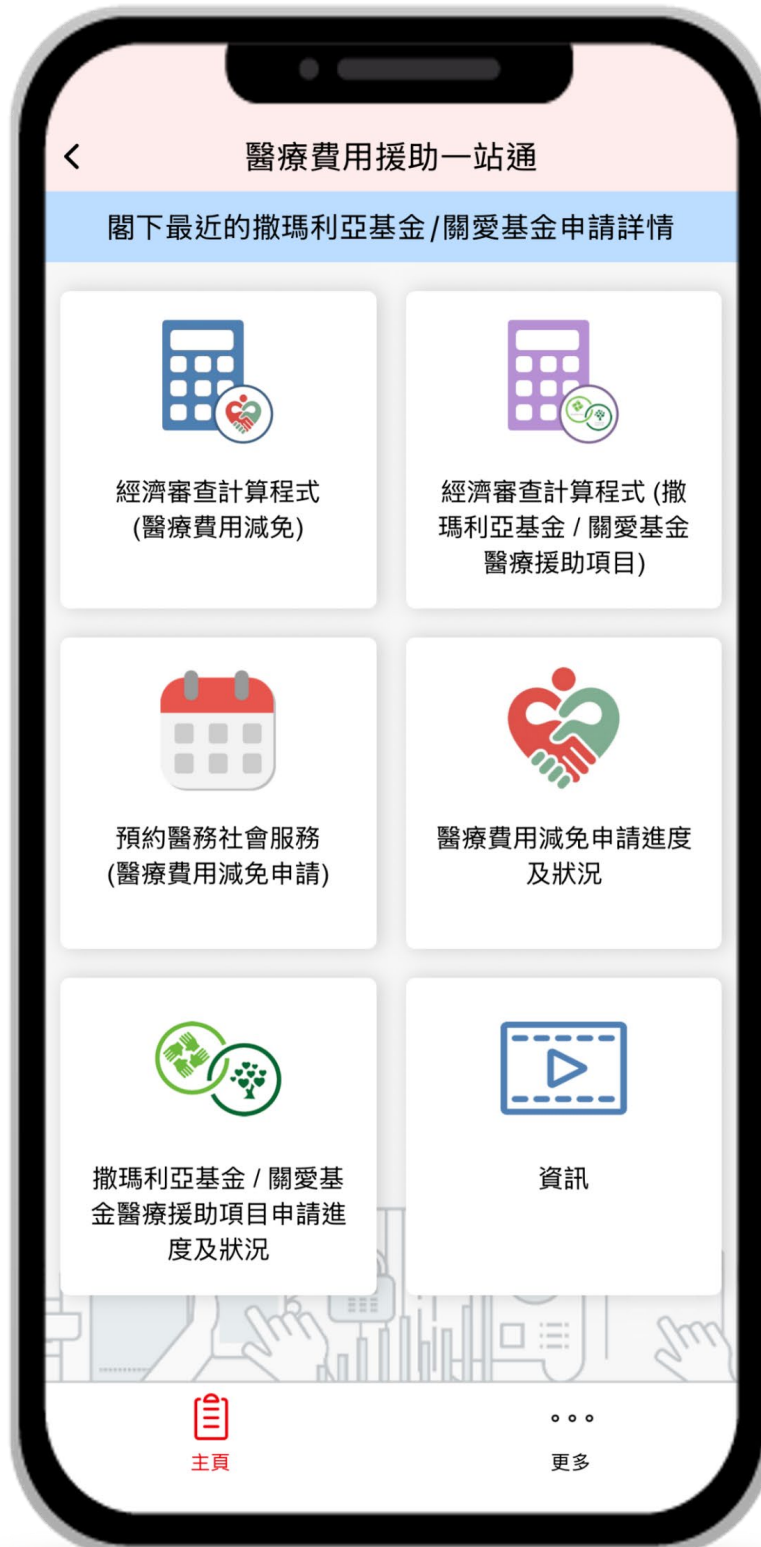 醫療費用援助一站通
閣下最近的撒瑪利亞基金/關愛基金申請詳情
經濟審查計算程式
(醫療費用減免)
經濟審查計算程式 (撒
瑪利亞基金 / 關愛基金
醫療援助項目)
預約醫務社會服務
(醫療費用減免申請)
醫療費用減免申請進度
及狀況
撒瑪利亞基金 / 關愛基
金醫療援助項目申請進
度及狀況
資訊
主頁
更多